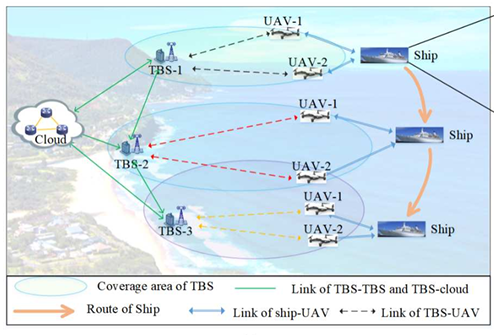 UAV-1
TBS-1
UAV-2
Ship
UAV-1
Cloud
TBS-2
Ship
UAV-2
UAV-1
TBS-3
UAV-2
Ship
Coverage area of TBS
Link of TBS-TBS and TBS-cloud
Route of Ship
Link of ship-UAV
Link of TBS-UAV